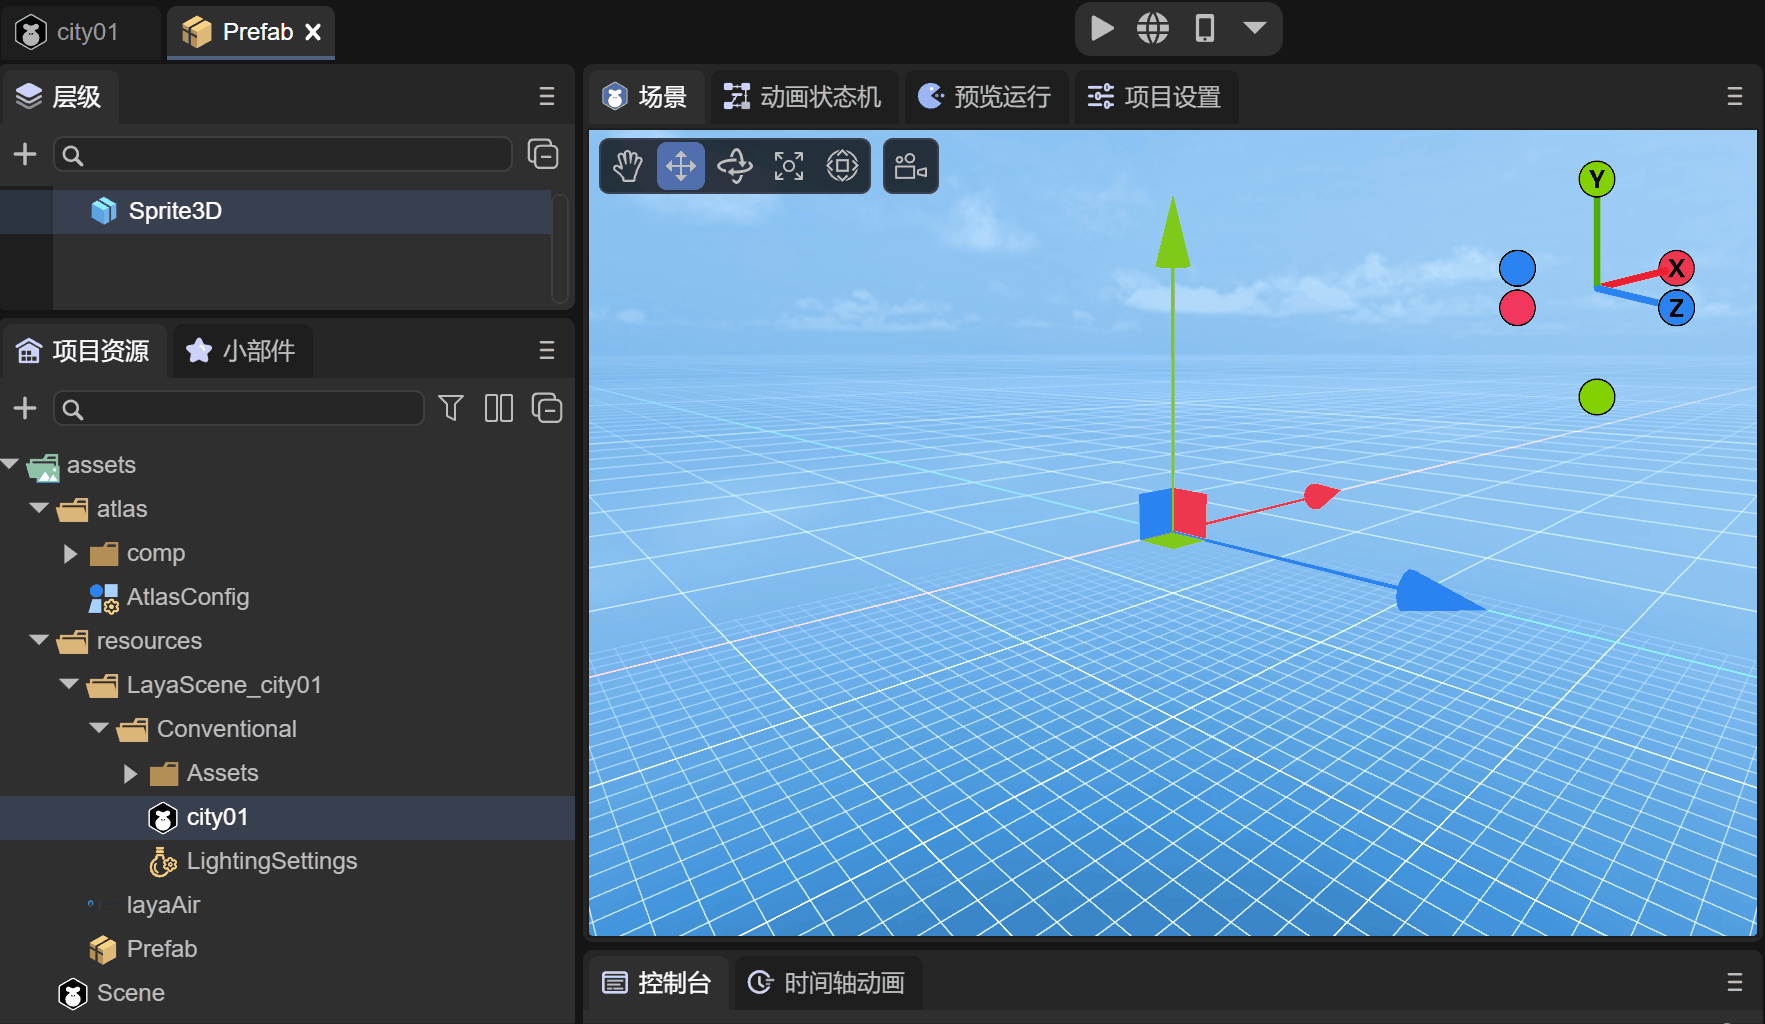 city01
Prefab
层级
Sprite3D
项目资源
小部件
assets
atlas
comp
AtlasConfig
resources
LayaScene_city01
Conventional
Assets
city01
LightingSettings
layaAir
Prefab
Scene
场景
动画状态机
预览运行
项目设置
Y
X
Z
控制台
时间轴动画